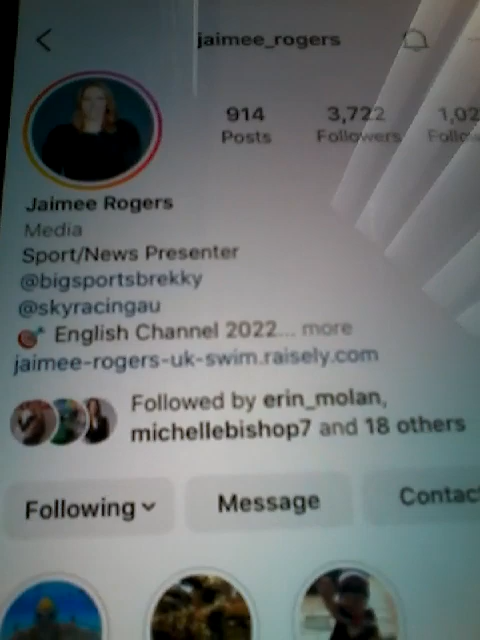 jaimee_rogers
914 3,722 1,02
Posts Followers Follow
Jaimee Rogers
Media
Sport/News Presenter
@bigsportsbrekky
@skyracingau
English Channel 2022... more
jaimee-rogers-uk-swim.raisely.com
Followed by erin_molan,
michellebishop7 and 18 others
Following Message Contac